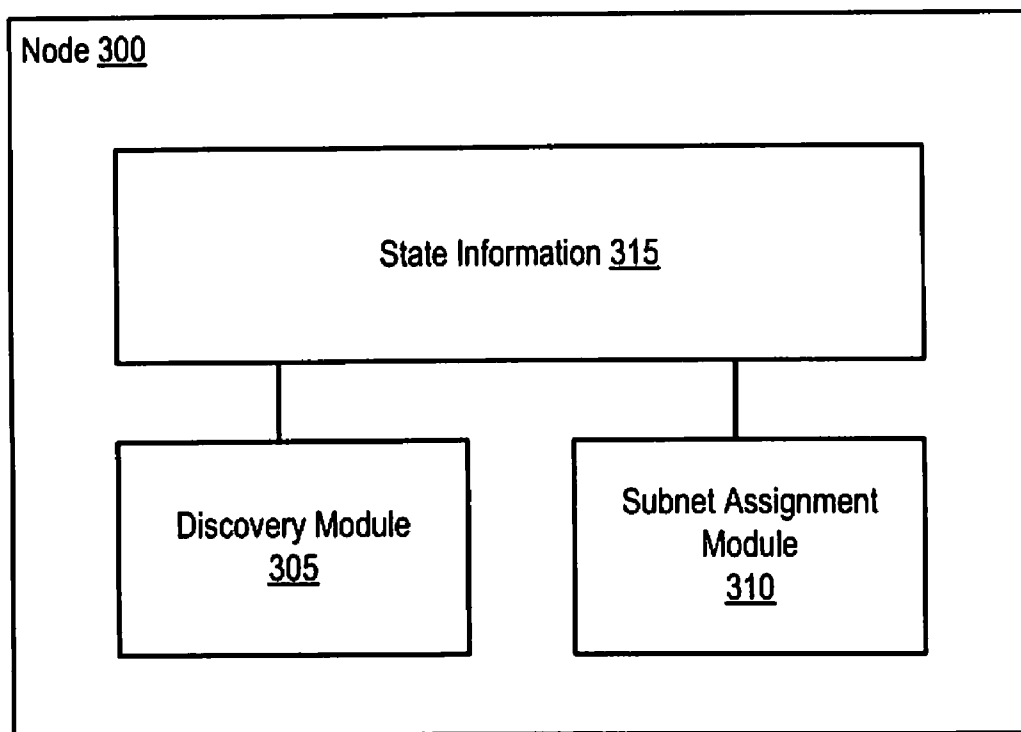 Node 300
State Information 315
Discovery Module
305
Subnet Assignment
Module
310